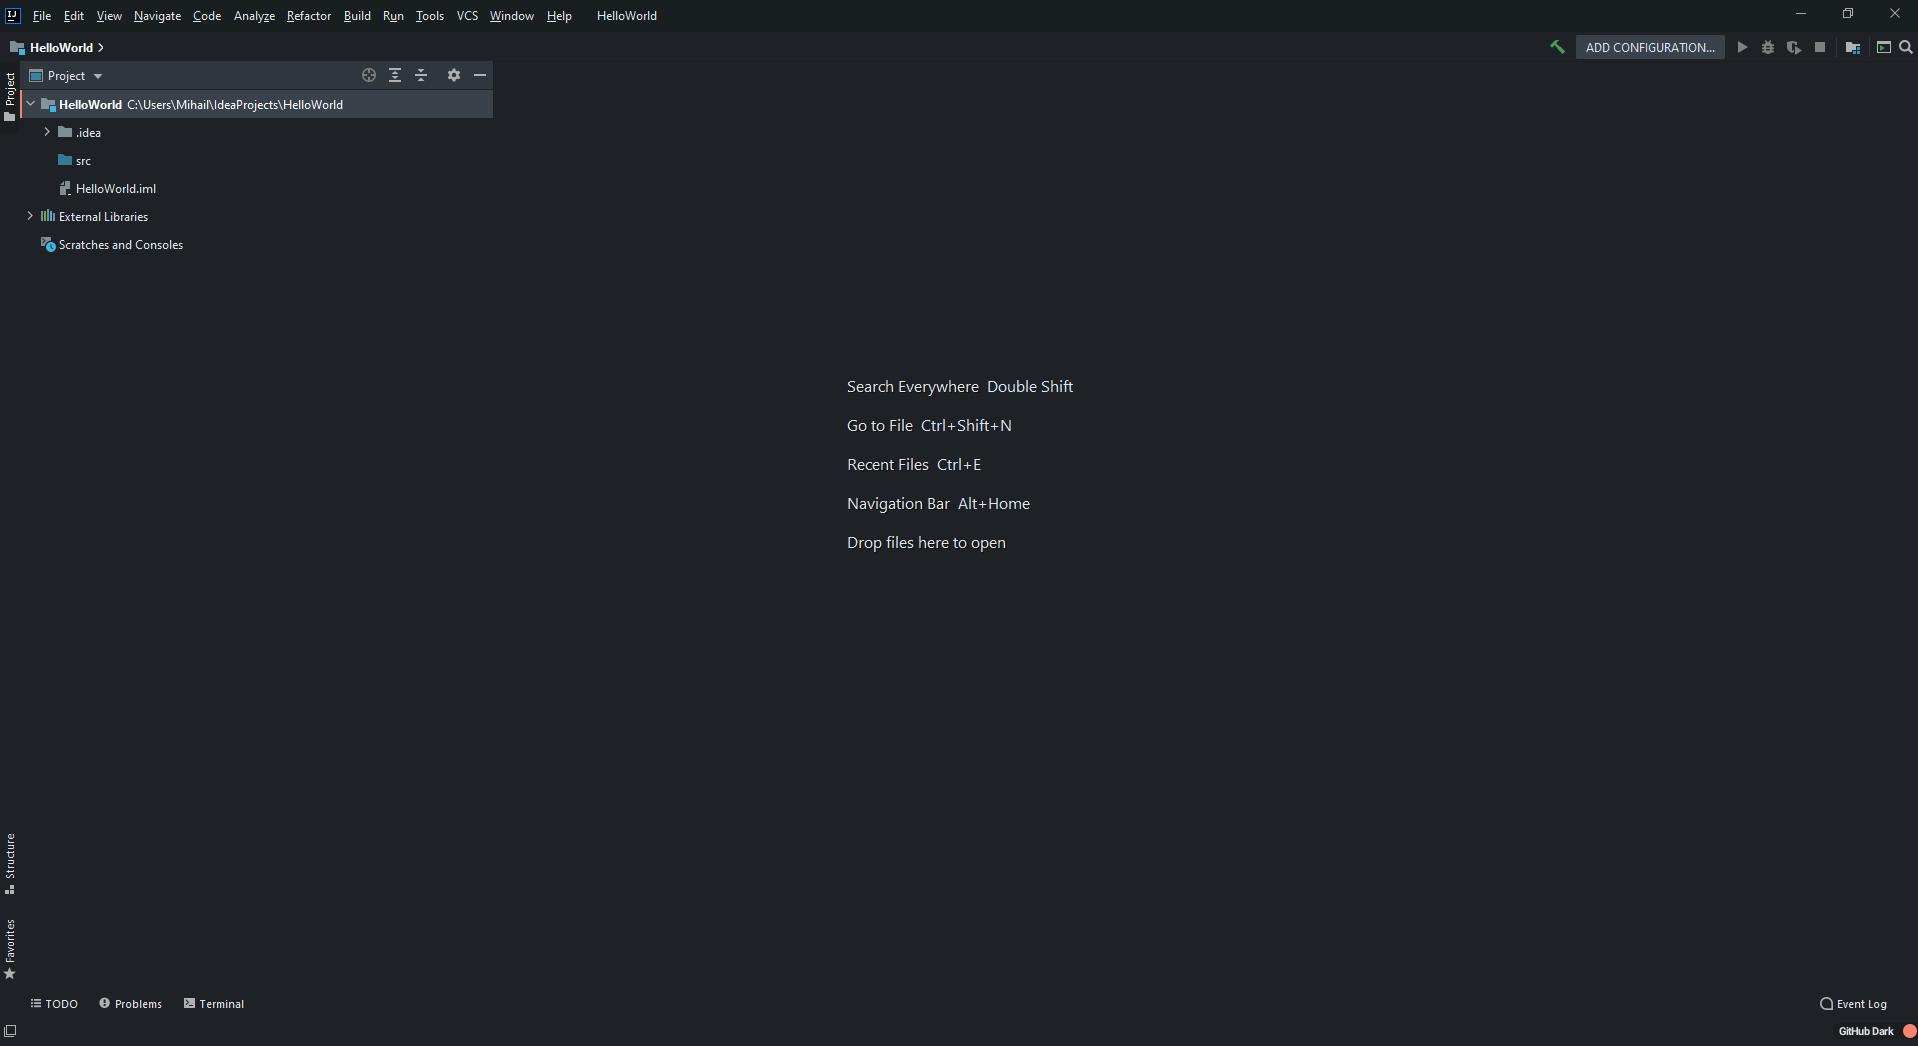 IJ File Edit View Navigate Code Analyze Refactor Build Run Tools VCS Window Help HelloWorld
HelloWorld
ADD CONFIGURATION...
Project
Project
HelloWorld C:\Users\Mihail\IdeaProjects\HelloWorld
.idea
src
HelloWorld.iml
External Libraries
Scratches and Consoles
Search Everywhere Double Shift
Go to File Ctrl+Shift+N
Recent Files Ctrl+E
Navigation Bar Alt+Home
Drop files here to open
Structure
Favorites
TODO Problems Terminal
Event Log
GitHub Dark